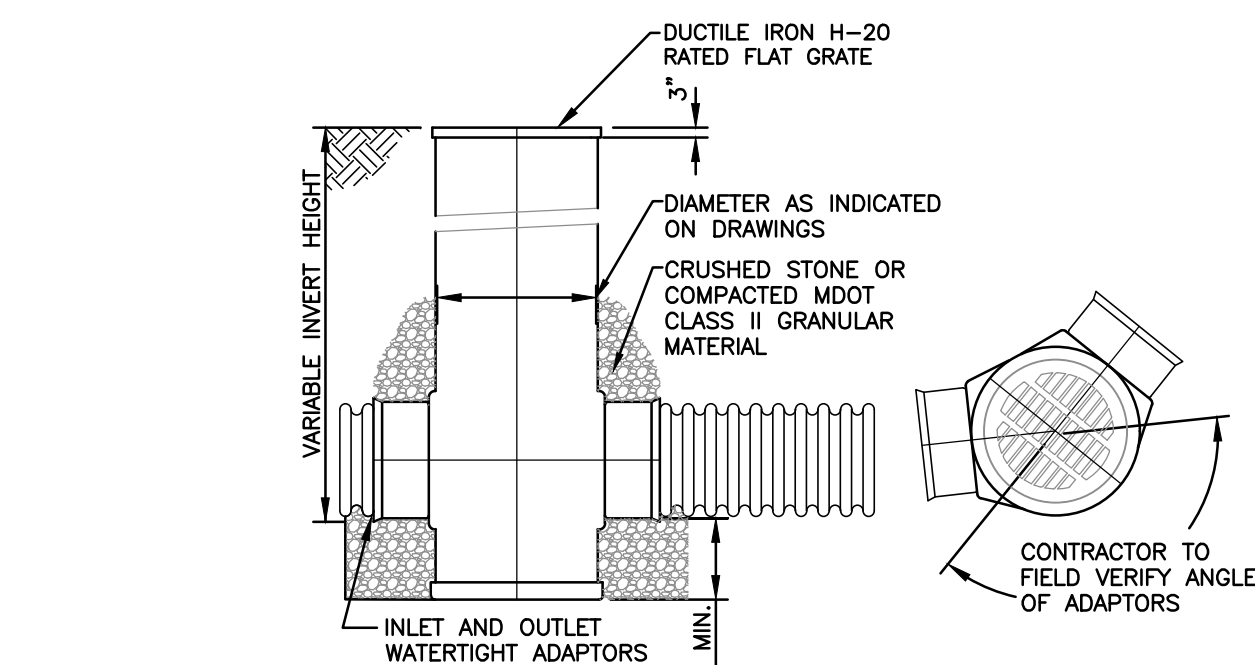 DUCTILE IRON H-20
RATED FLAT GRATE
3"
DIAMETER AS INDICATED
ON DRAWINGS
CRUSHED STONE OR
COMPACTED MDOT
CLASS II GRANULAR
MATERIAL
VARIABLE INVERT HEIGHT
CONTRACTOR TO
FIELD VERIFY ANGLE
OF ADAPTORS
INLET AND OUTLET
WATERTIGHT ADAPTORS
MIN.